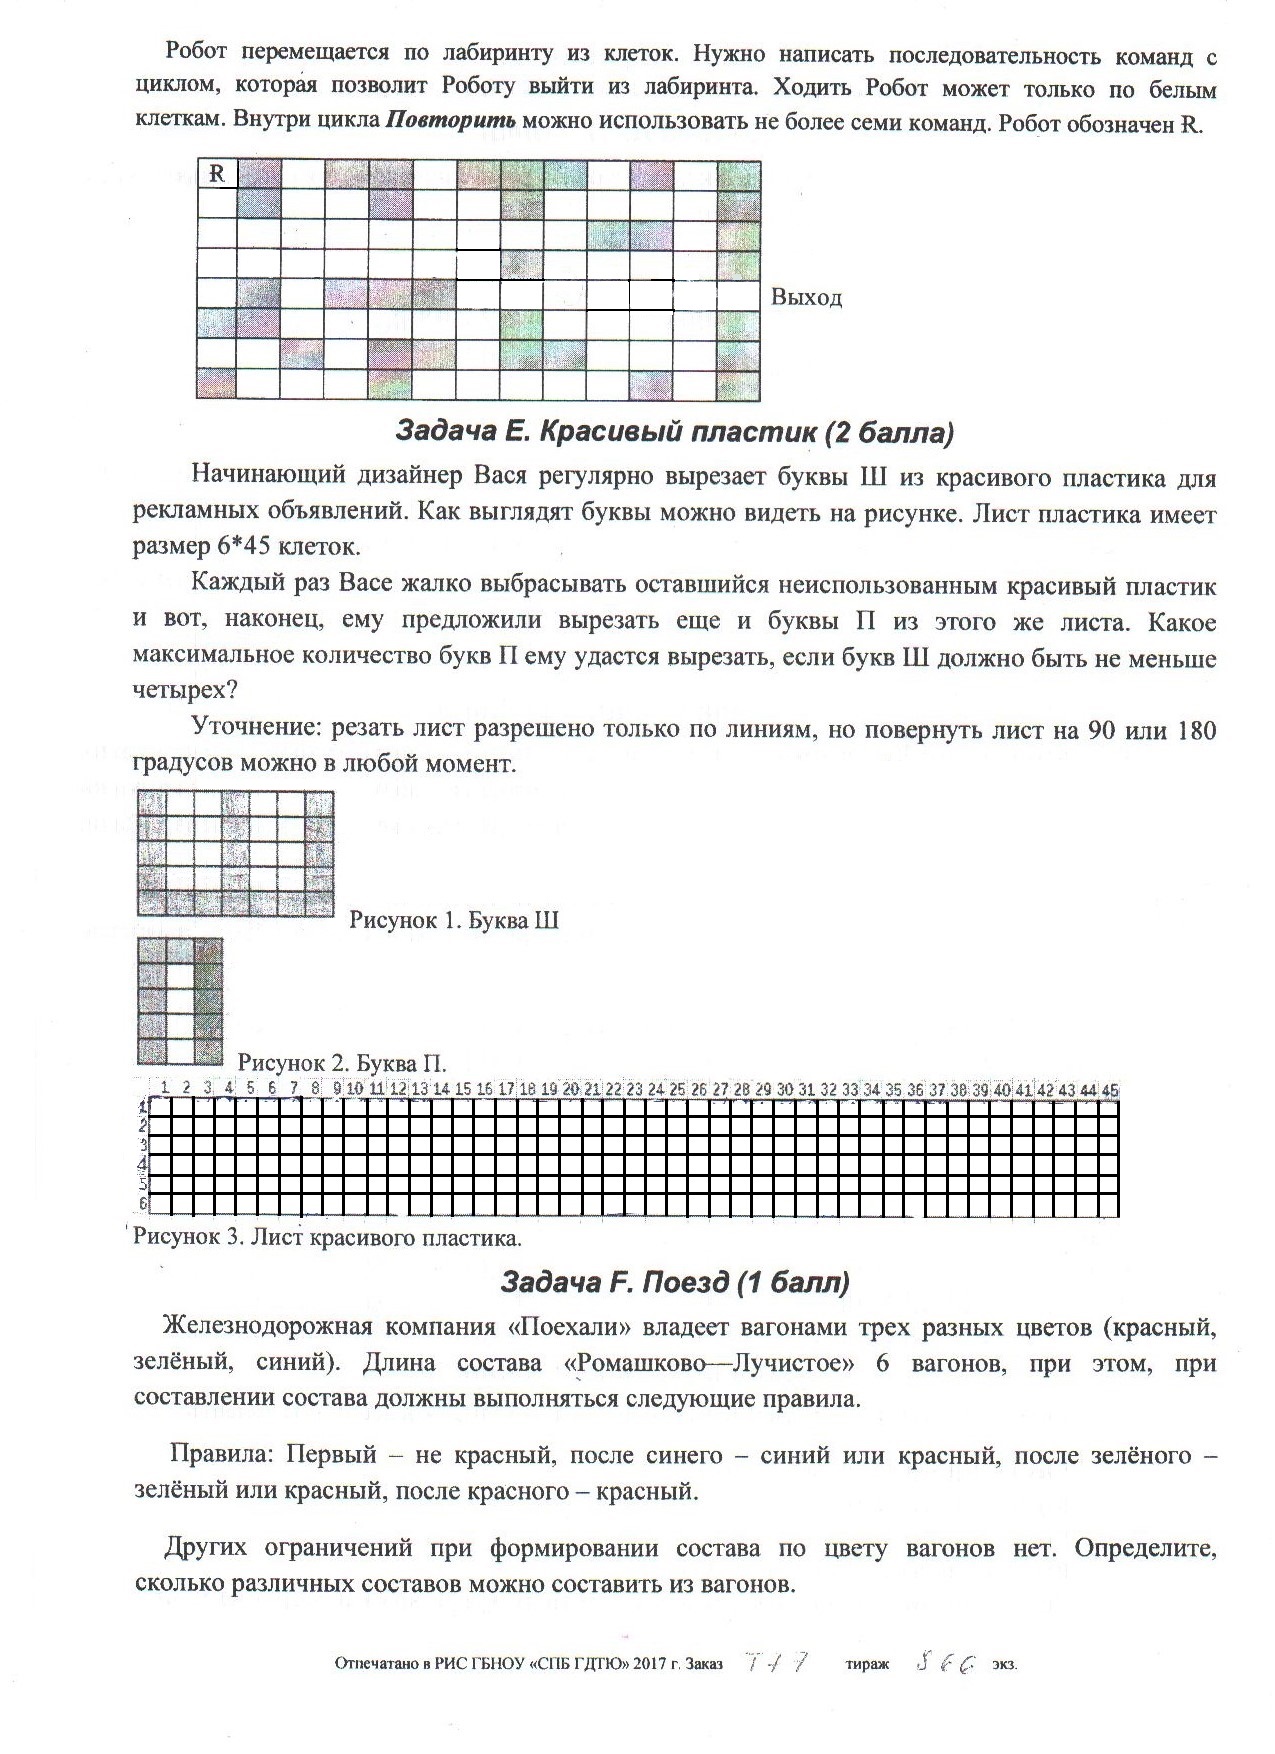 Робот перемещается по лабиринту из клеток. Нужно написать последовательность команд с
циклом, которая позволит Роботу выйти из лабиринта. Ходить Робот может только по белым
клеткам. Внутри цикла Повторить можно использовать не более семи команд. Робот обозначен R.
R
Выход
Задача E. Красивый пластик (2 балла)
Начинающий дизайнер Вася регулярно вырезает буквы Ш из красивого пластика для
рекламных объявлений. Как выглядят буквы можно видеть на рисунке. Лист пластика имеет
размер 6*45 клеток.
Каждый раз Васе жалко выбрасывать оставшийся неиспользованным красивый пластик
и вот, наконец, ему предложили вырезать еще и буквы П из этого же листа. Какое
максимальное количество букв П ему удастся вырезать, если букв Ш должно быть не меньше
четырех?
Уточнение: резать лист разрешено только по линиям, но повернуть лист на 90 или 180
градусов можно в любой момент.
Рисунок 1. Буква Ш
Рисунок 2. Буква П.
1 2 3 4 5 6 7 8 9 10 11 12 13 14 15 16 17 18 19 20 21 22 23 24 25 26 27 28 29 30 31 32 33 34 35 36 37 38 39 40 41 42 43 44 45
1
2
3
4
5
6
Рисунок 3. Лист красивого пластика.
Задача F. Поезд (1 балл)
Железнодорожная компания «Поехали» владеет вагонами трех разных цветов (красный,
зелёный, синий). Длина состава «Ромашково—Лучистое» 6 вагонов, при этом, при
составлении состава должны выполняться следующие правила.
Правила: Первый – не красный, после синего – синий или красный, после зелёного –
зелёный или красный, после красного – красный.
Других ограничений при формировании состава по цвету вагонов нет. Определите,
сколько различных составов можно составить из вагонов.
Отпечатано в РИС ГБНОУ «СПБ ГДТЮ» 2017 г. Заказ тираж экз.